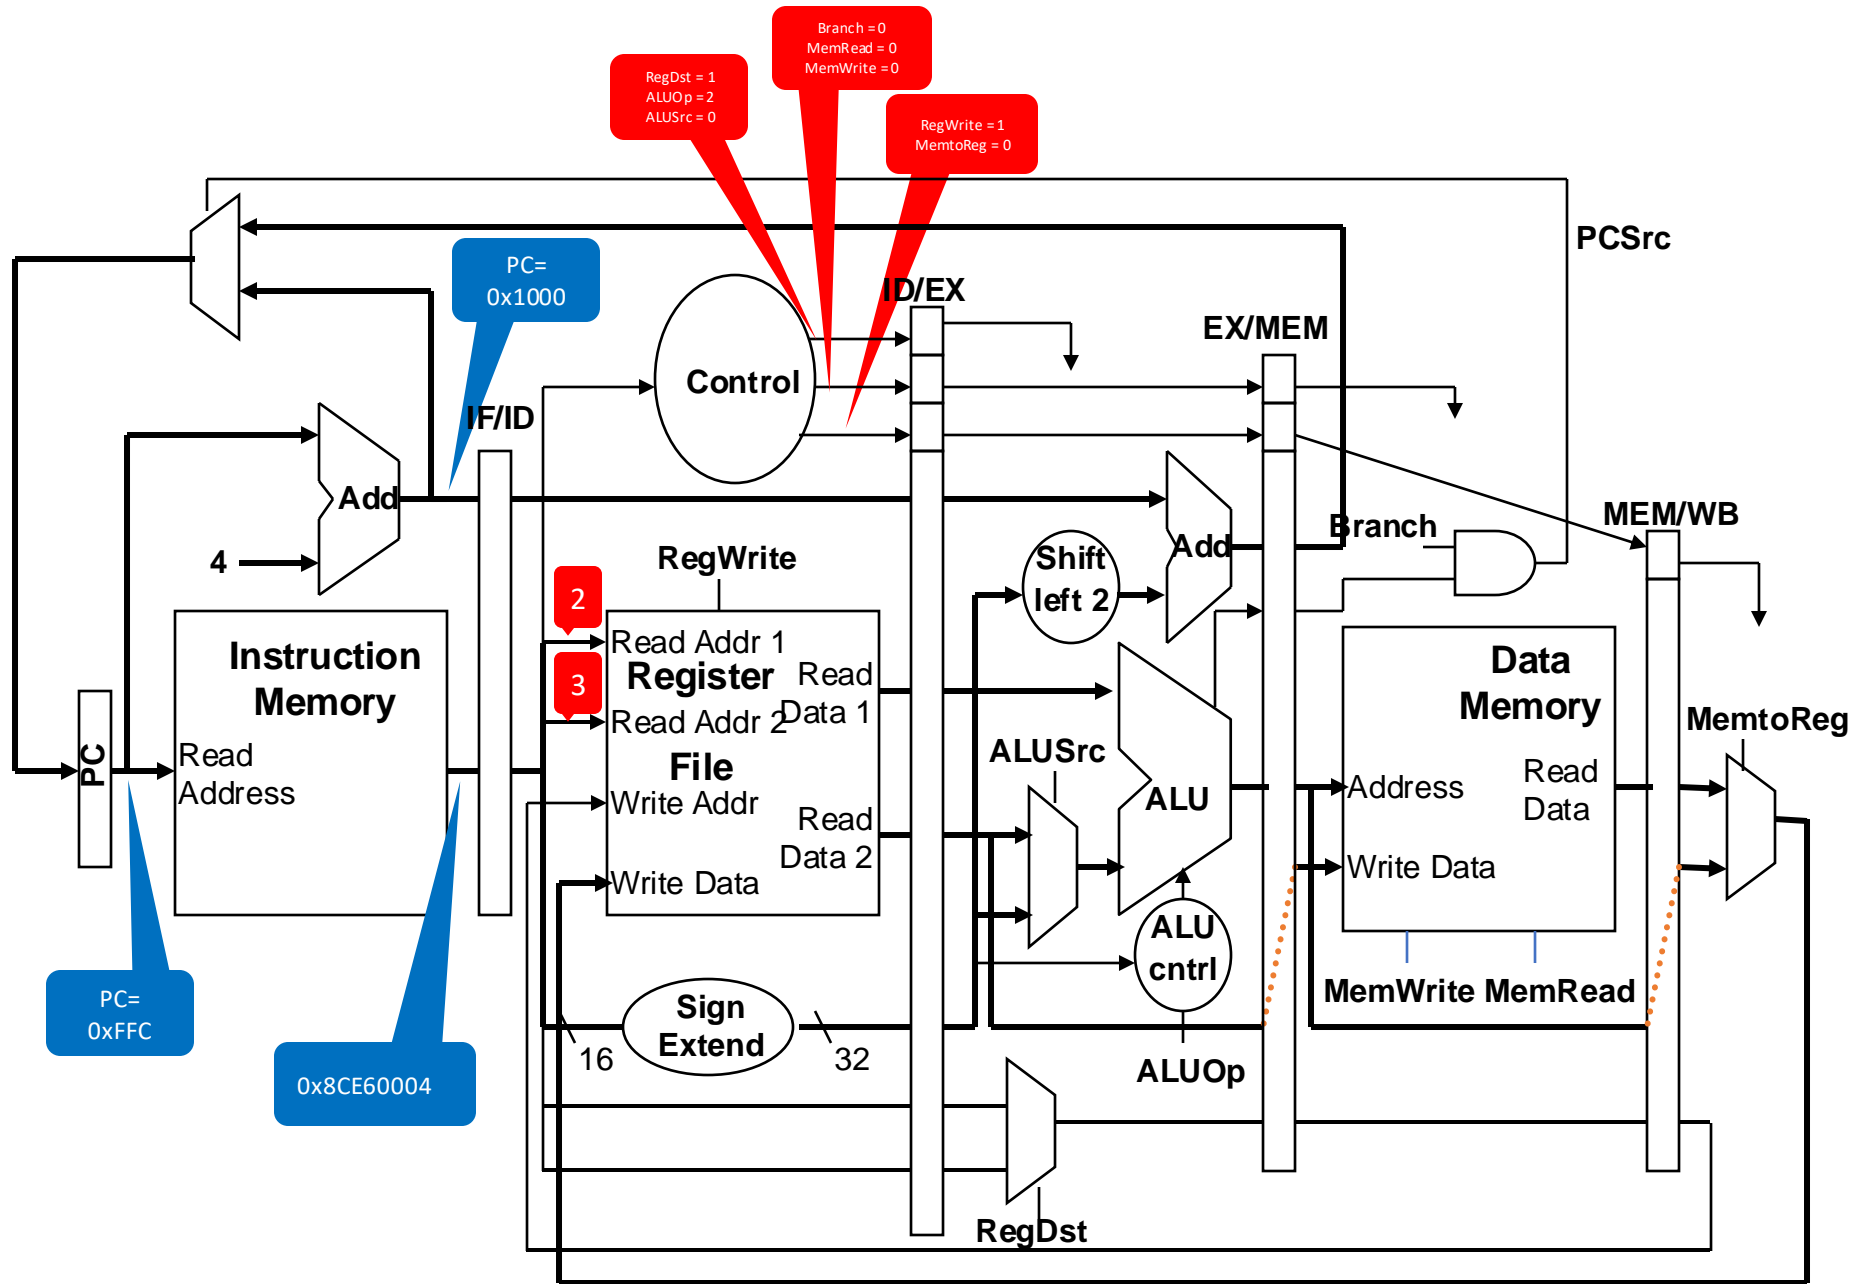 Branch = 0
MemRead = 0
MemWrite = 0
RegDst = 1
ALUOp = 2
ALUSrc = 0
RegWrite = 1
MemtoReg = 0
PCSrc
PC=
0x1000
ID/EX
EX/MEM
Control
IF/ID
Add
4
RegWrite
Shift
left 2
Add
Branch
MEM/WB
2
3
Instruction
Memory
Read
Address
PC
Read Addr 1
Register
Read
Data 1
Read Addr 2
File
Write Addr
Read
Data 2
Write Data
ALUSrc
ALU
ALU
cntrl
ALUOp
Data
Memory
Address
Read
Data
Write Data
MemWrite
MemRead
MemtoReg
PC=
0xFFC
0x8CE60004
16
Sign
Extend
32
RegDst